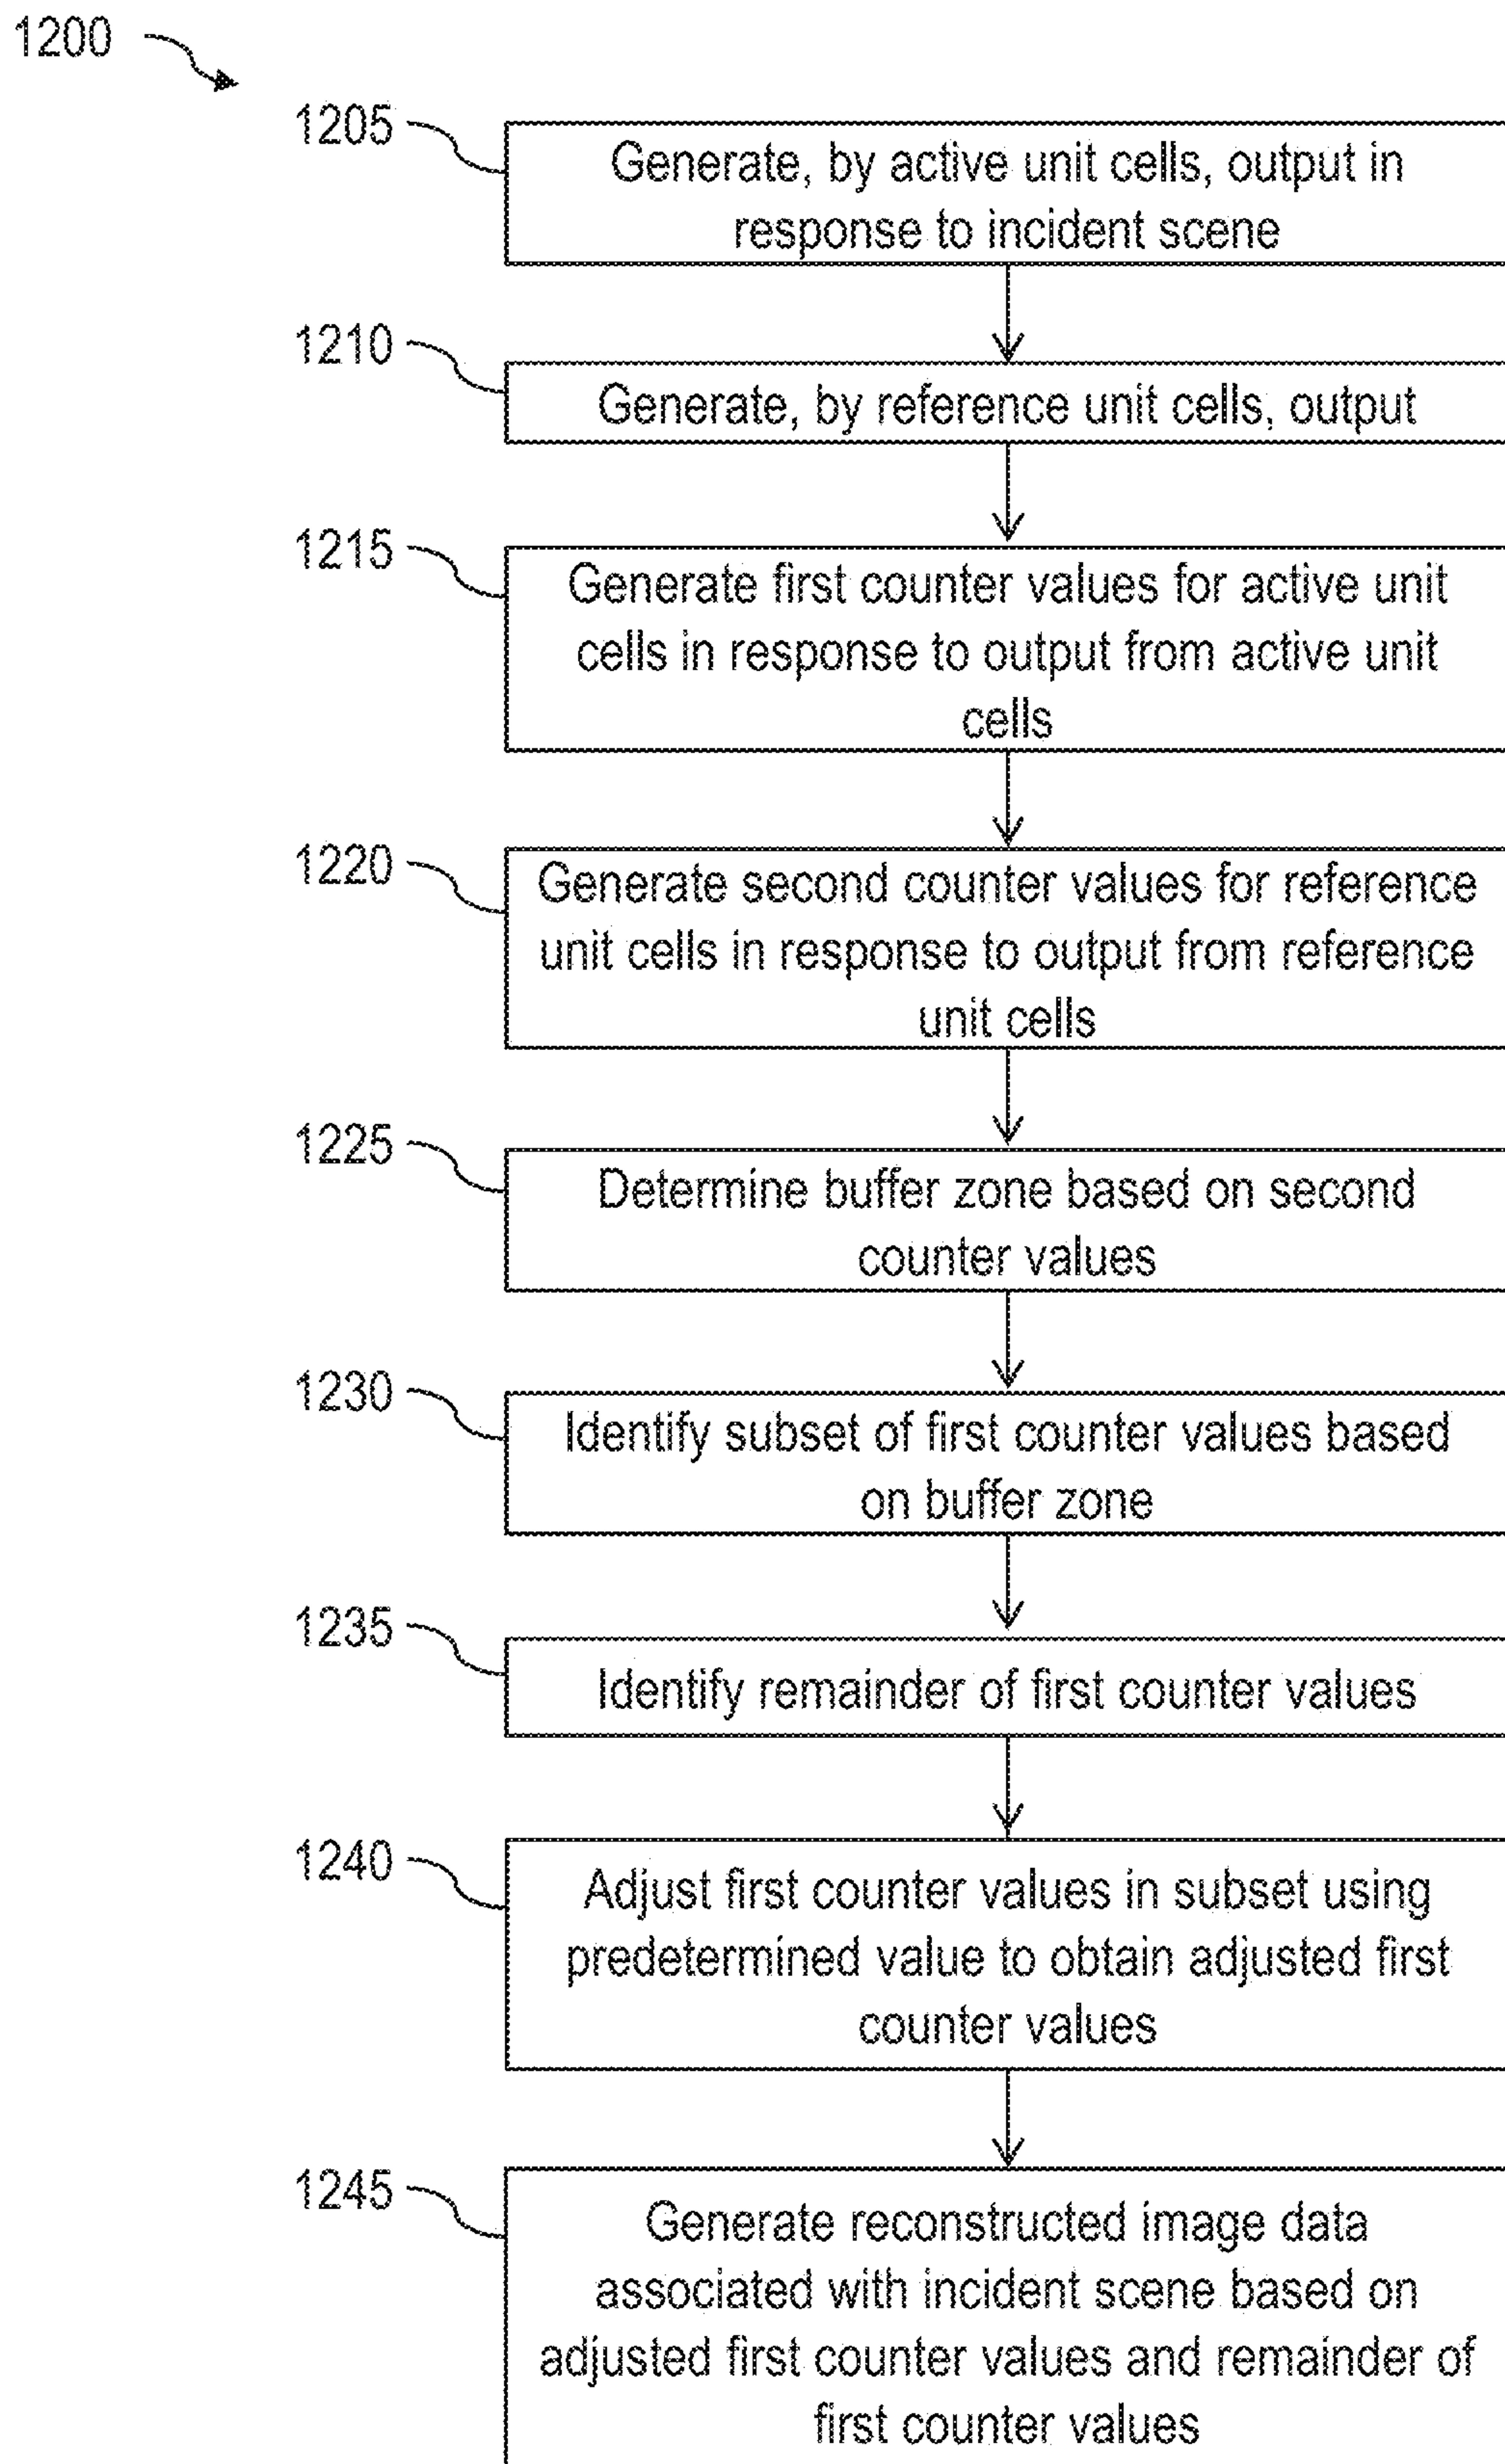 1200
1205
Generate, by active unit cells, output in
response to incident scene
1210
Generate, by reference unit cells, output
1215
Generate first counter values for active unit
cells in response to output from active unit
cells
1220
Generate second counter values for reference
unit cells in response to output from reference
unit cells
1225
Determine buffer zone based on second
counter values
1230
Identify subset of first counter values based
on buffer zone
1235
Identify remainder of first counter values
1240
Adjust first counter values in subset using
predetermined value to obtain adjusted first
counter values
1245
Generate reconstructed image data
associated with incident scene based on
adjusted first counter values and remainder of
first counter values